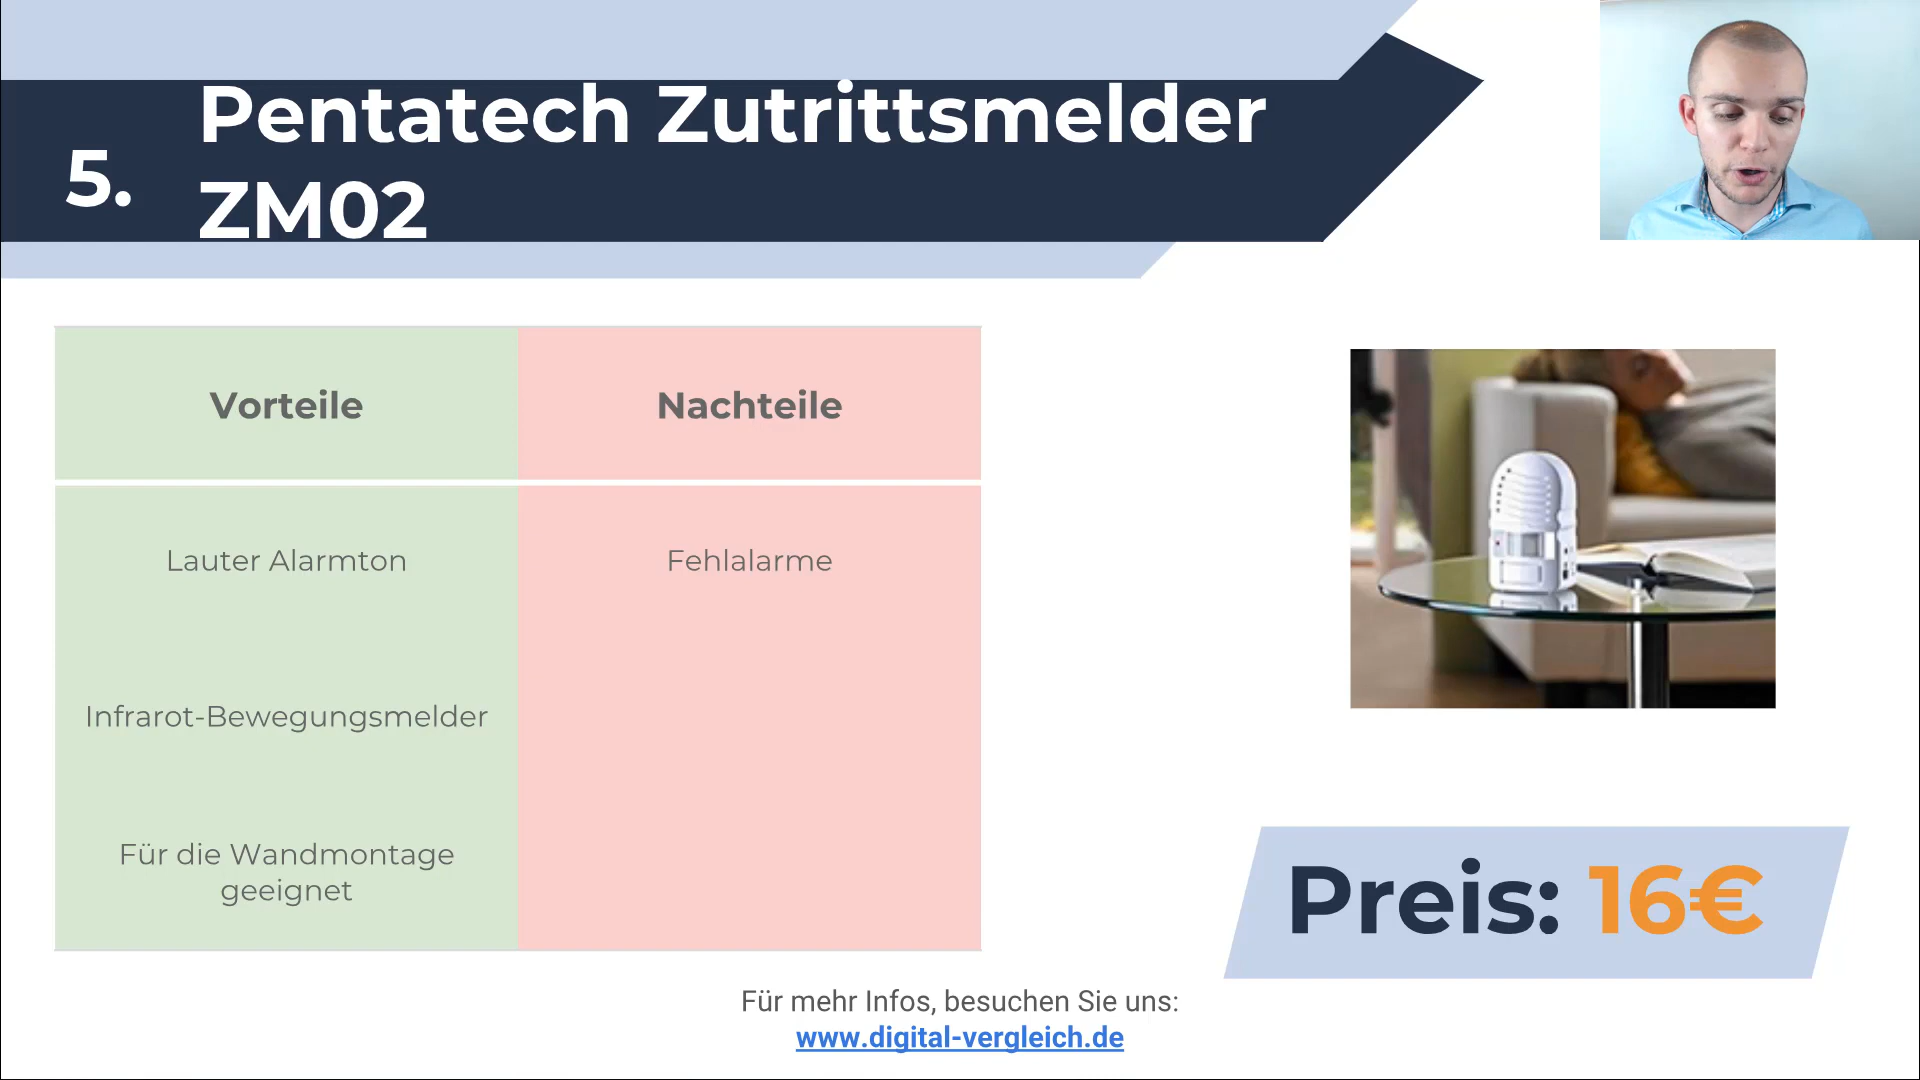 5.
Pentatech Zutrittsmelder
ZM02
Vorteile
Nachteile
Lauter Alarmton
Fehlalarme
Infrarot-Bewegungsmelder
Für die Wandmontage
geeignet
Preis: 16€
Für mehr Infos, besuchen Sie uns:
www.digital-vergleich.de